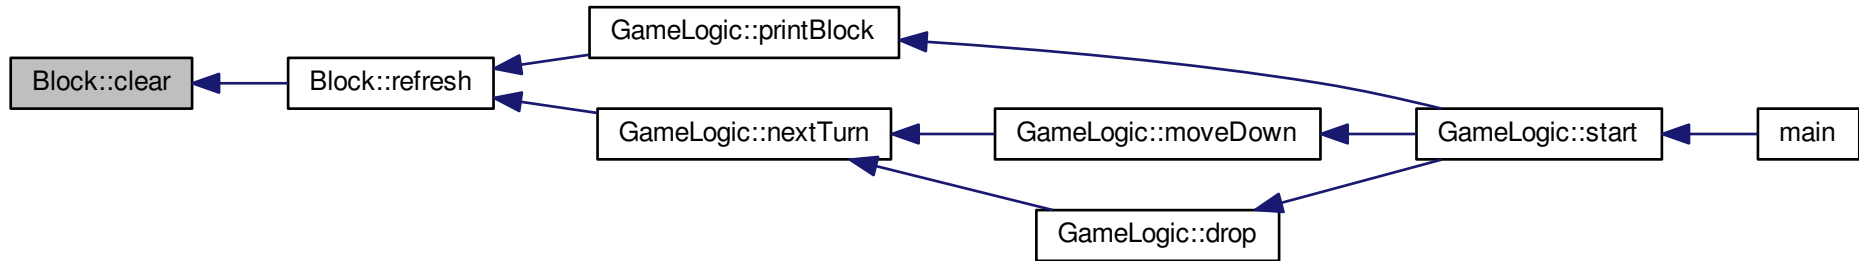 GameLogic::printBlock
Block::clear
Block::refresh
GameLogic::nextTurn
GameLogic::moveDown
GameLogic::start
main
GameLogic::drop